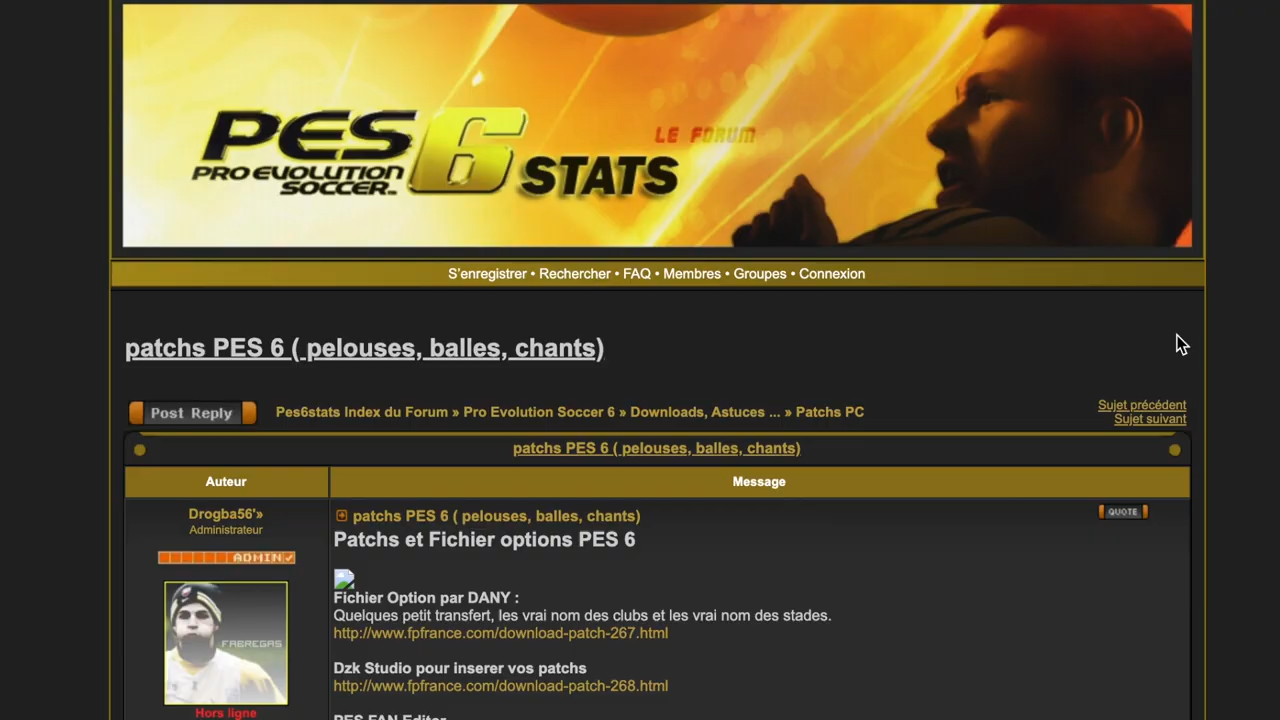 PES 6
PRO EVOLUTION
SOCCER
LE FORUM
STATS
S'enregistrer • Rechercher • FAQ • Membres • Groupes • Connexion
patchs PES 6 ( pelouses, balles, chants)
Post Reply
Pes6stats Index du Forum » Pro Evolution Soccer 6 » Downloads, Astuces ... » Patchs PC
Sujet précédent
Sujet suivant
patchs PES 6 ( pelouses, balles, chants)
Auteur
Message
Drogba56'»
Administrateur
ADMIN
FABREGAS
Hors ligne
patchs PES 6 ( pelouses, balles, chants)
QUOTE
Patchs et Fichier options PES 6
Fichier Option par DANY :
Quelques petit transfert, les vrai nom des clubs et les vrai nom des stades.
http://www.fpfrance.com/download-patch-267.html
Dzk Studio pour inserer vos patchs
http://www.fpfrance.com/download-patch-268.html
PES FAN Editor